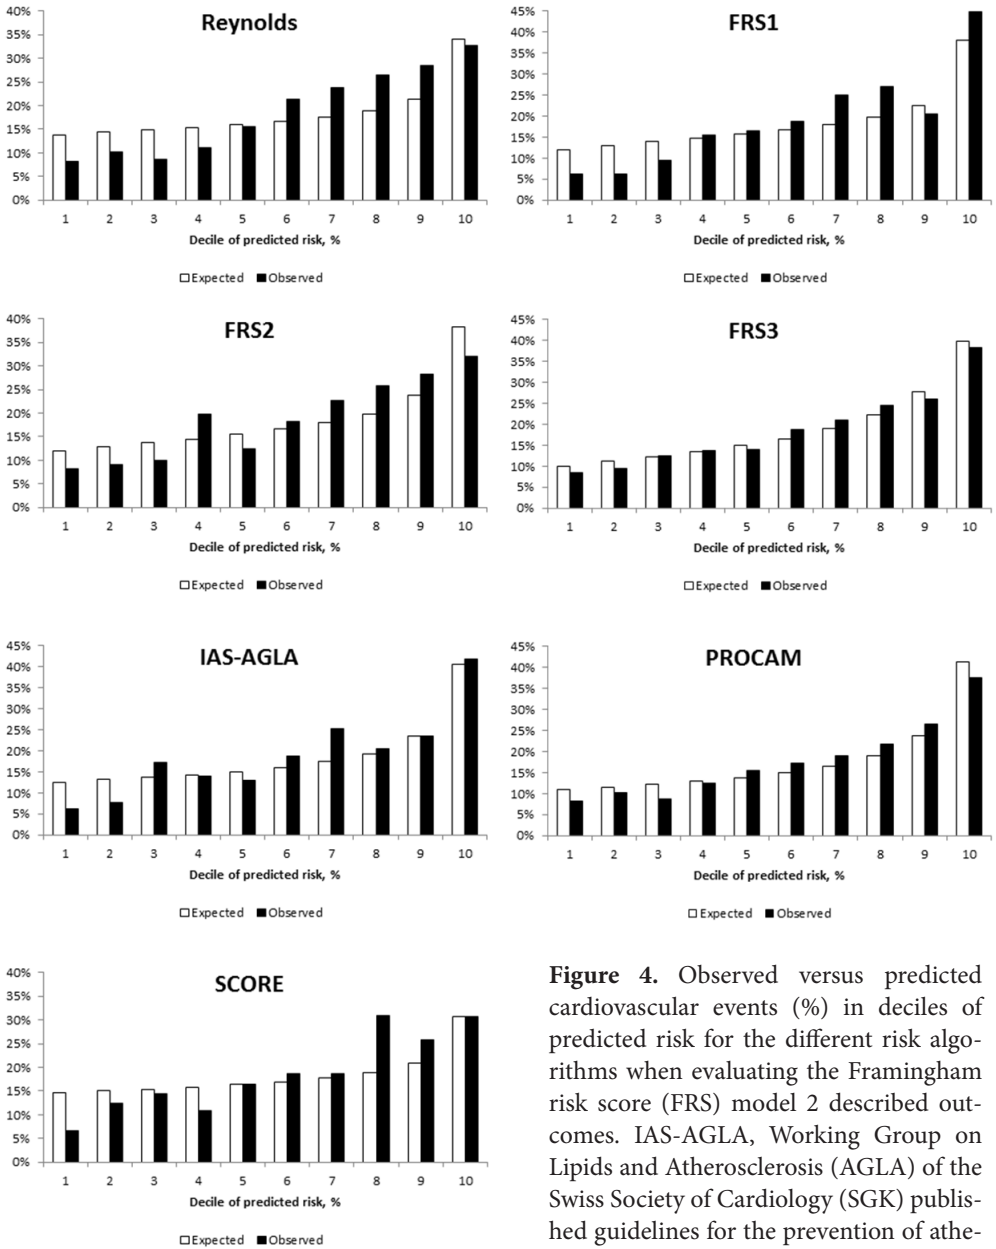 Reynolds
40%
35%
30%
25%
20%
15%
10%
5%
0%
1 2 3 4 5 6 7 8 9 10
Decile of predicted risk, %
Expected Observed
FRS1
45%
40%
35%
30%
25%
20%
15%
10%
5%
0%
1 2 3 4 5 6 7 8 9 10
Decile of predicted risk, %
Expected Observed
FRS2
40%
35%
30%
25%
20%
15%
10%
5%
0%
1 2 3 4 5 6 7 8 9 10
Decile of predicted risk, %
Expected Observed
FRS3
45%
40%
35%
30%
25%
20%
15%
10%
5%
0%
1 2 3 4 5 6 7 8 9 10
Decile of predicted risk, %
Expected Observed
IAS-AGLA
45%
40%
35%
30%
25%
20%
15%
10%
5%
0%
1 2 3 4 5 6 7 8 9 10
Decile of predicted risk, %
Expected Observed
PROCAM
45%
40%
35%
30%
25%
20%
15%
10%
5%
0%
1 2 3 4 5 6 7 8 9 10
Decile of predicted risk, %
Expected Observed
SCORE
40%
35%
30%
25%
20%
15%
10%
5%
0%
1 2 3 4 5 6 7 8 9 10
Decile of predicted risk, %
Expected Observed
Figure 4. Observed versus predicted
cardiovascular events (%) in deciles of
predicted risk for the different risk algo-
rithms when evaluating the Framingham
risk score (FRS) model 2 described out-
comes. IAS-AGLA, Working Group on
Lipids and Atherosclerosis (AGLA) of the
Swiss Society of Cardiology (SGK) publis-
hed guidelines for the prevention of athe-